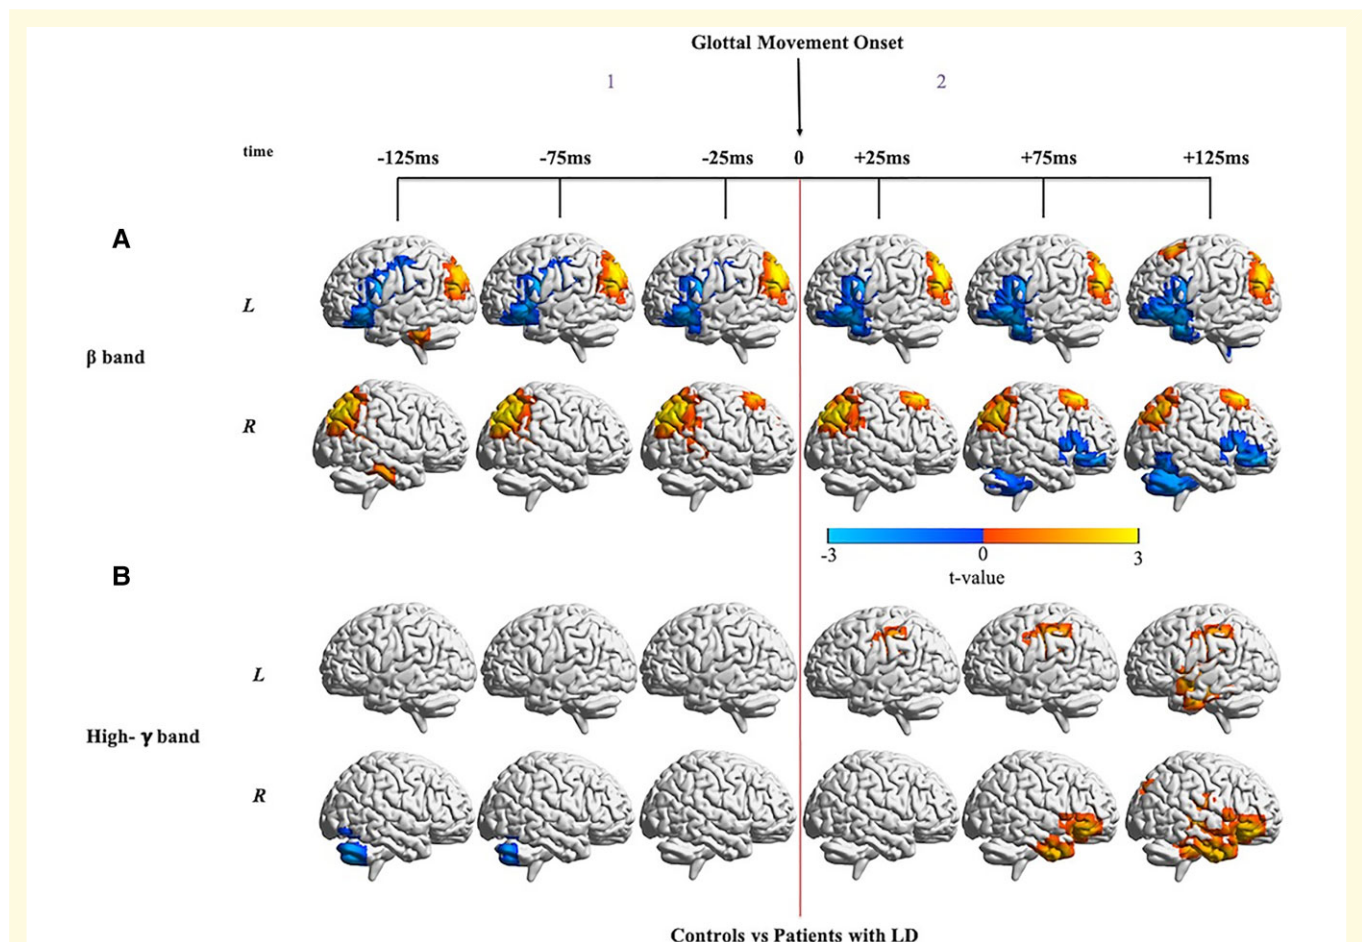 Glottal Movement Onset
1 2
time
-125ms -75ms -25ms 0 +25ms +75ms +125ms
A
L
β band
R
-3 0 3
t-value
B
L
High- γ band
R
Controls vs Patients with LD